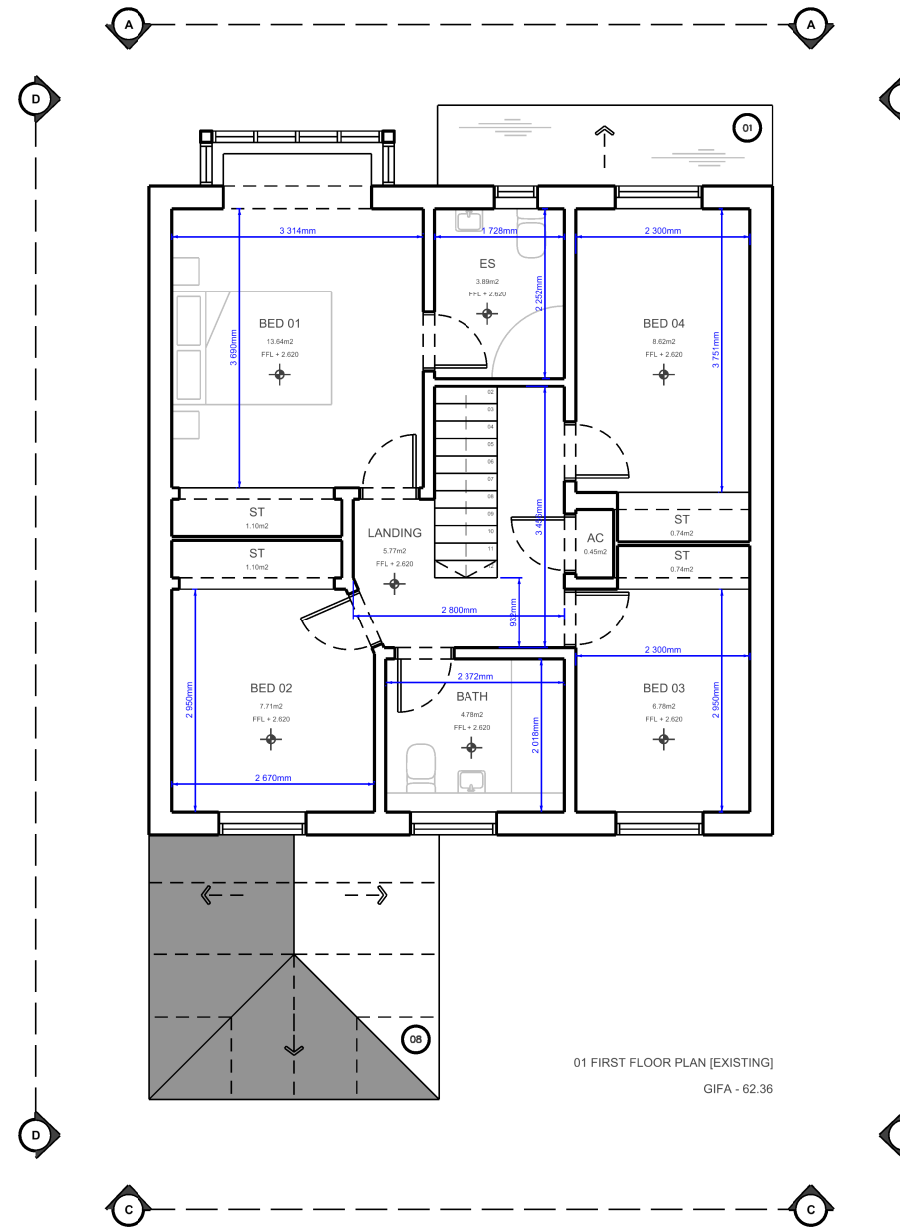 A
A
D
01
3 314mm
1 728mm
2 300mm
ES
3.89m2
FFL + 2.620
2 252mm
BED 01
13.64m2
FFL + 2.620
3 690mm
BED 04
8.62m2
FFL + 2.620
3 751mm
02
03
04
05
06
07
08
09
10
11
12
3 456mm
ST
1.10m2
ST
1.10m2
LANDING
5.77m2
FFL + 2.620
AC
0.45m2
ST
0.74m2
ST
0.74m2
2 800mm
932mm
2 300mm
2 372mm
BED 02
7.71m2
FFL + 2.620
2 950mm
2 670mm
BATH
4.78m2
FFL + 2.620
2 018mm
BED 03
6.78m2
FFL + 2.620
2 950mm
08
01 FIRST FLOOR PLAN [EXISTING]
GIFA - 62.36
D
C
C